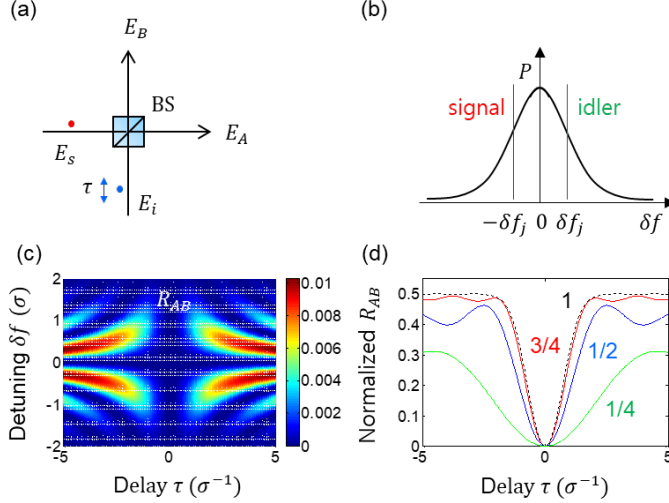 (a)
E_B
BS
E_A
E_s
τ
E_i
(b)
P
signal
idler
−δf_j 0 δf_j δf
(c)
Detuning δf (σ)
2
1
0
-1
-2
R_AB
-5 0 5
Delay τ (σ⁻¹)
0.01
0.008
0.006
0.004
0.002
0
(d)
Normalized R_AB
0.5
0.4
0.3
0.2
0.1
0
1
3/4
1/2
1/4
-5 0 5
Delay τ (σ⁻¹)